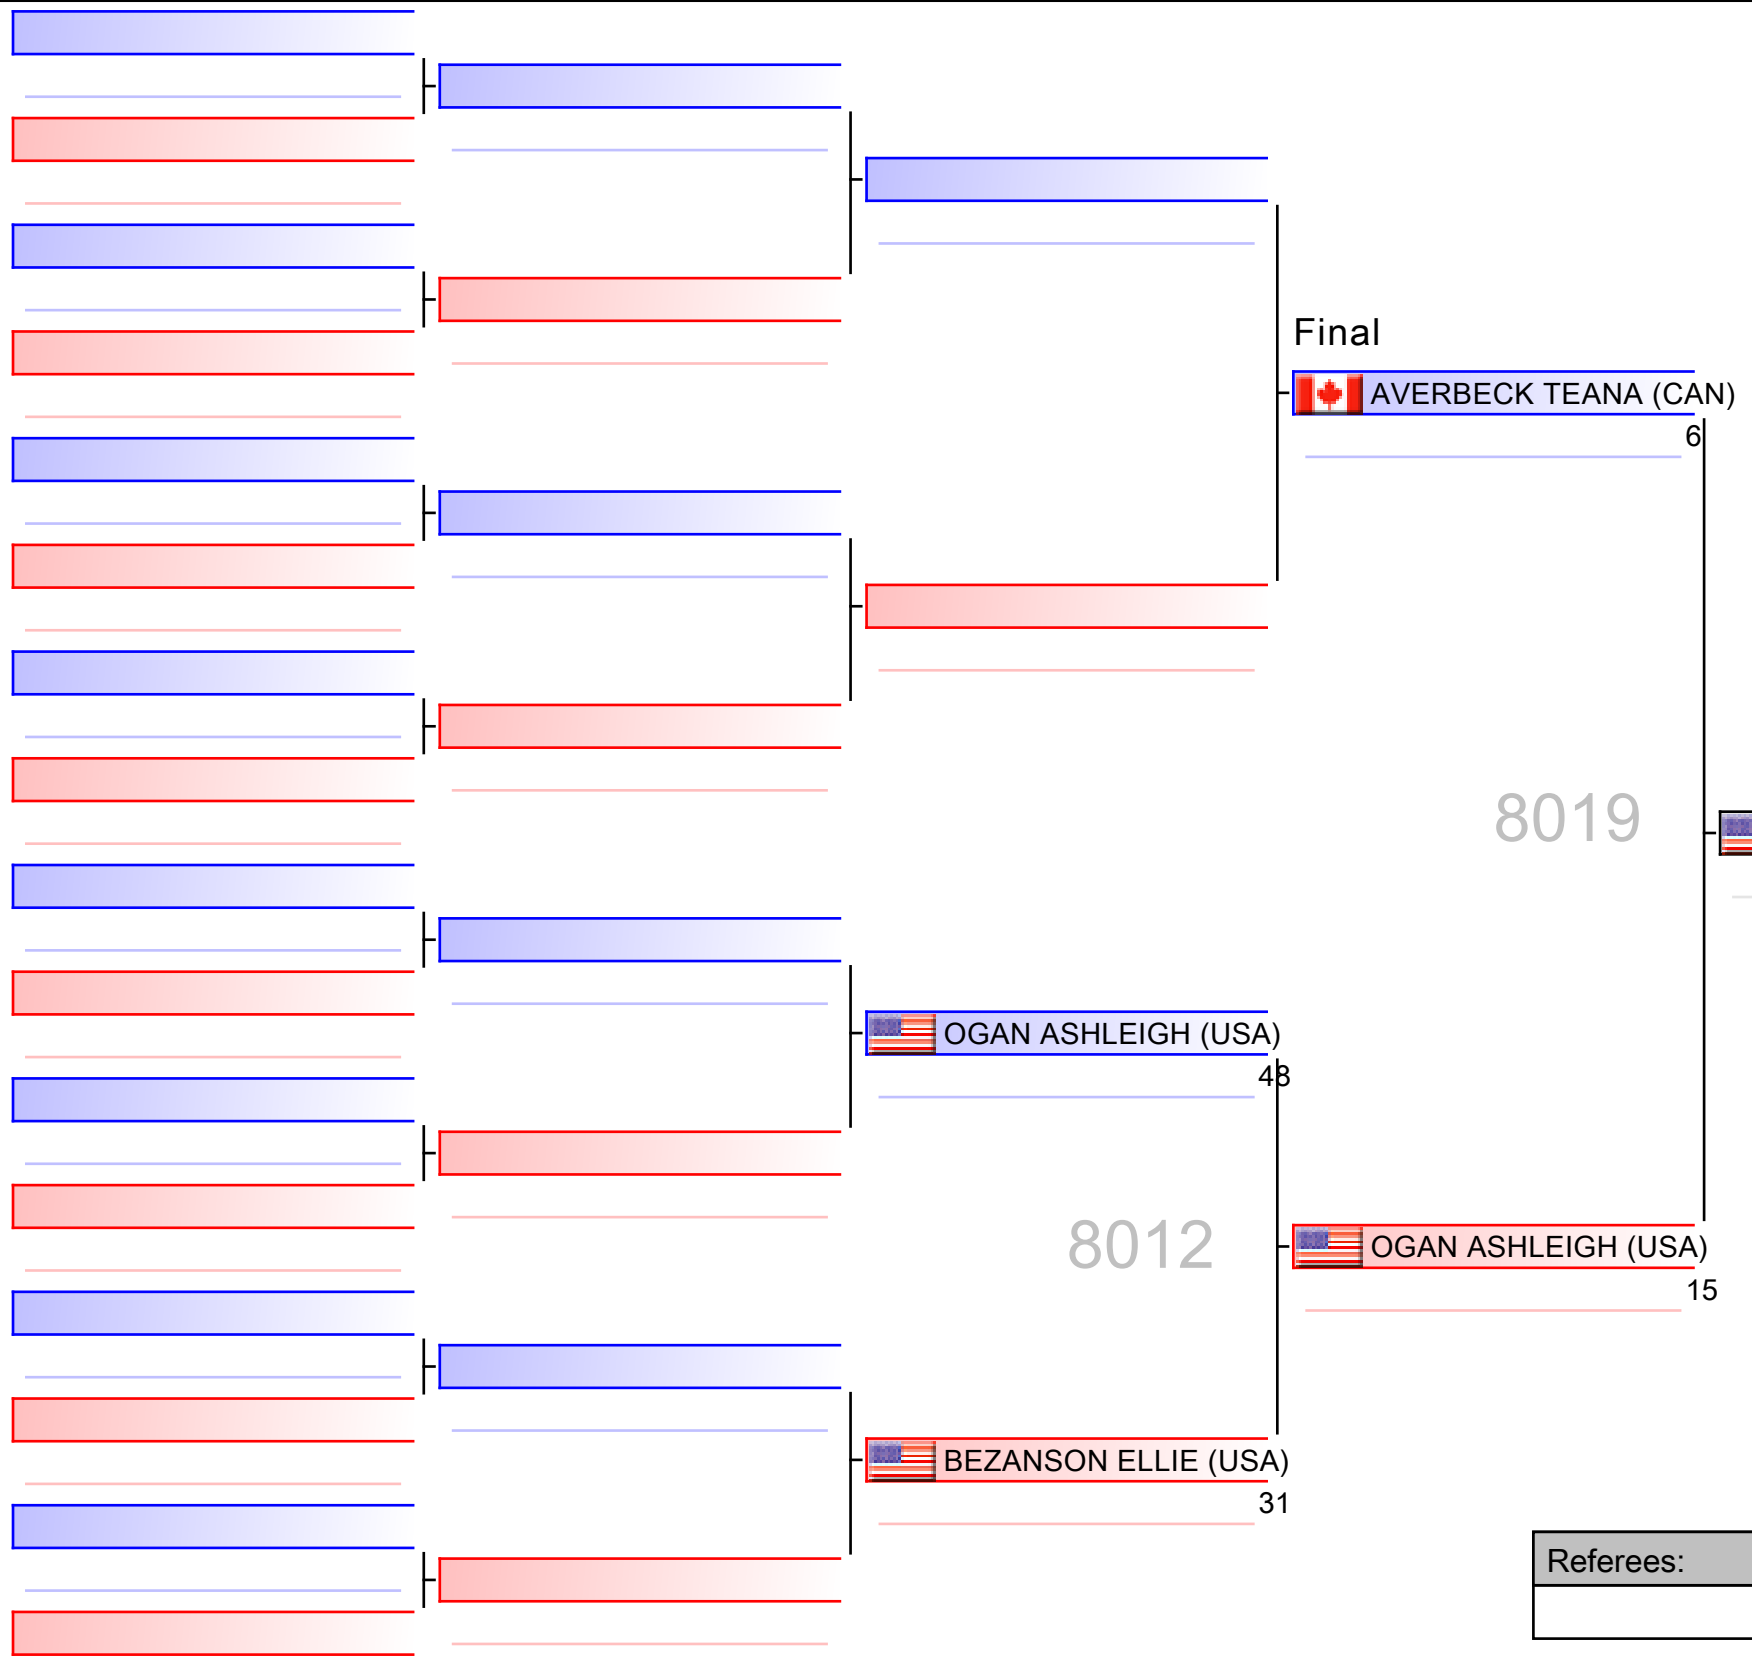 Final
AVERBECK TEANA (CAN)
6
8019
OGAN ASHLEIGH (USA)
48
8012
OGAN ASHLEIGH (USA)
15
BEZANSON ELLIE (USA)
31
Referees: